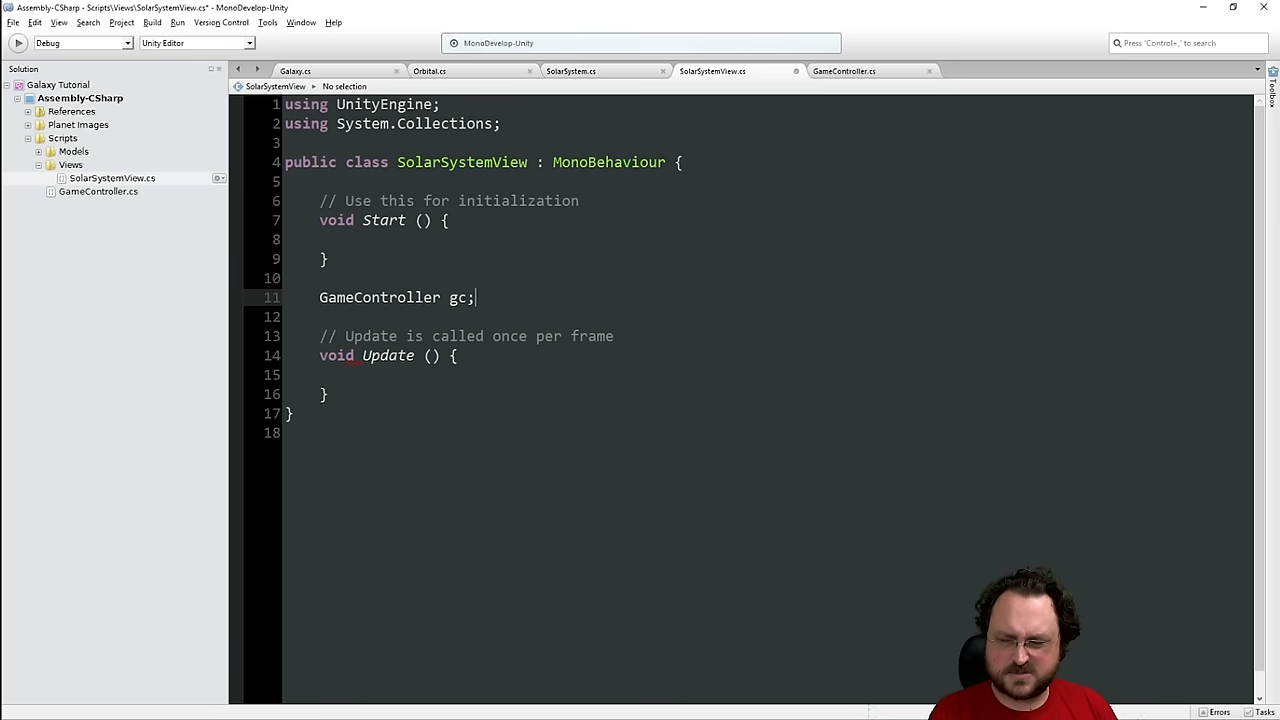 Assembly-CSharp - Scripts\Views\SolarSystemView.cs* - MonoDevelop-Unity
File Edit View Search Project Build Run Version Control Tools Window Help
Debug Unity Editor MonoDevelop-Unity Press 'Control+,' to search
Solution Galaxy.cs Orbital.cs SolarSystem.cs SolarSystemView.cs GameController.cs
Galaxy Tutorial SolarSystemView No selection
Assembly-CSharp
References
Planet Images
Scripts
Models
Views
SolarSystemView.cs
GameController.cs
Toolbox
1 using UnityEngine;
2 using System.Collections;
3
4 public class SolarSystemView : MonoBehaviour {
5
6 // Use this for initialization
7 void Start () {
8
9 }
10
11 GameController gc;
12
13 // Update is called once per frame
14 void Update () {
15
16 }
17 }
18
Errors Tasks